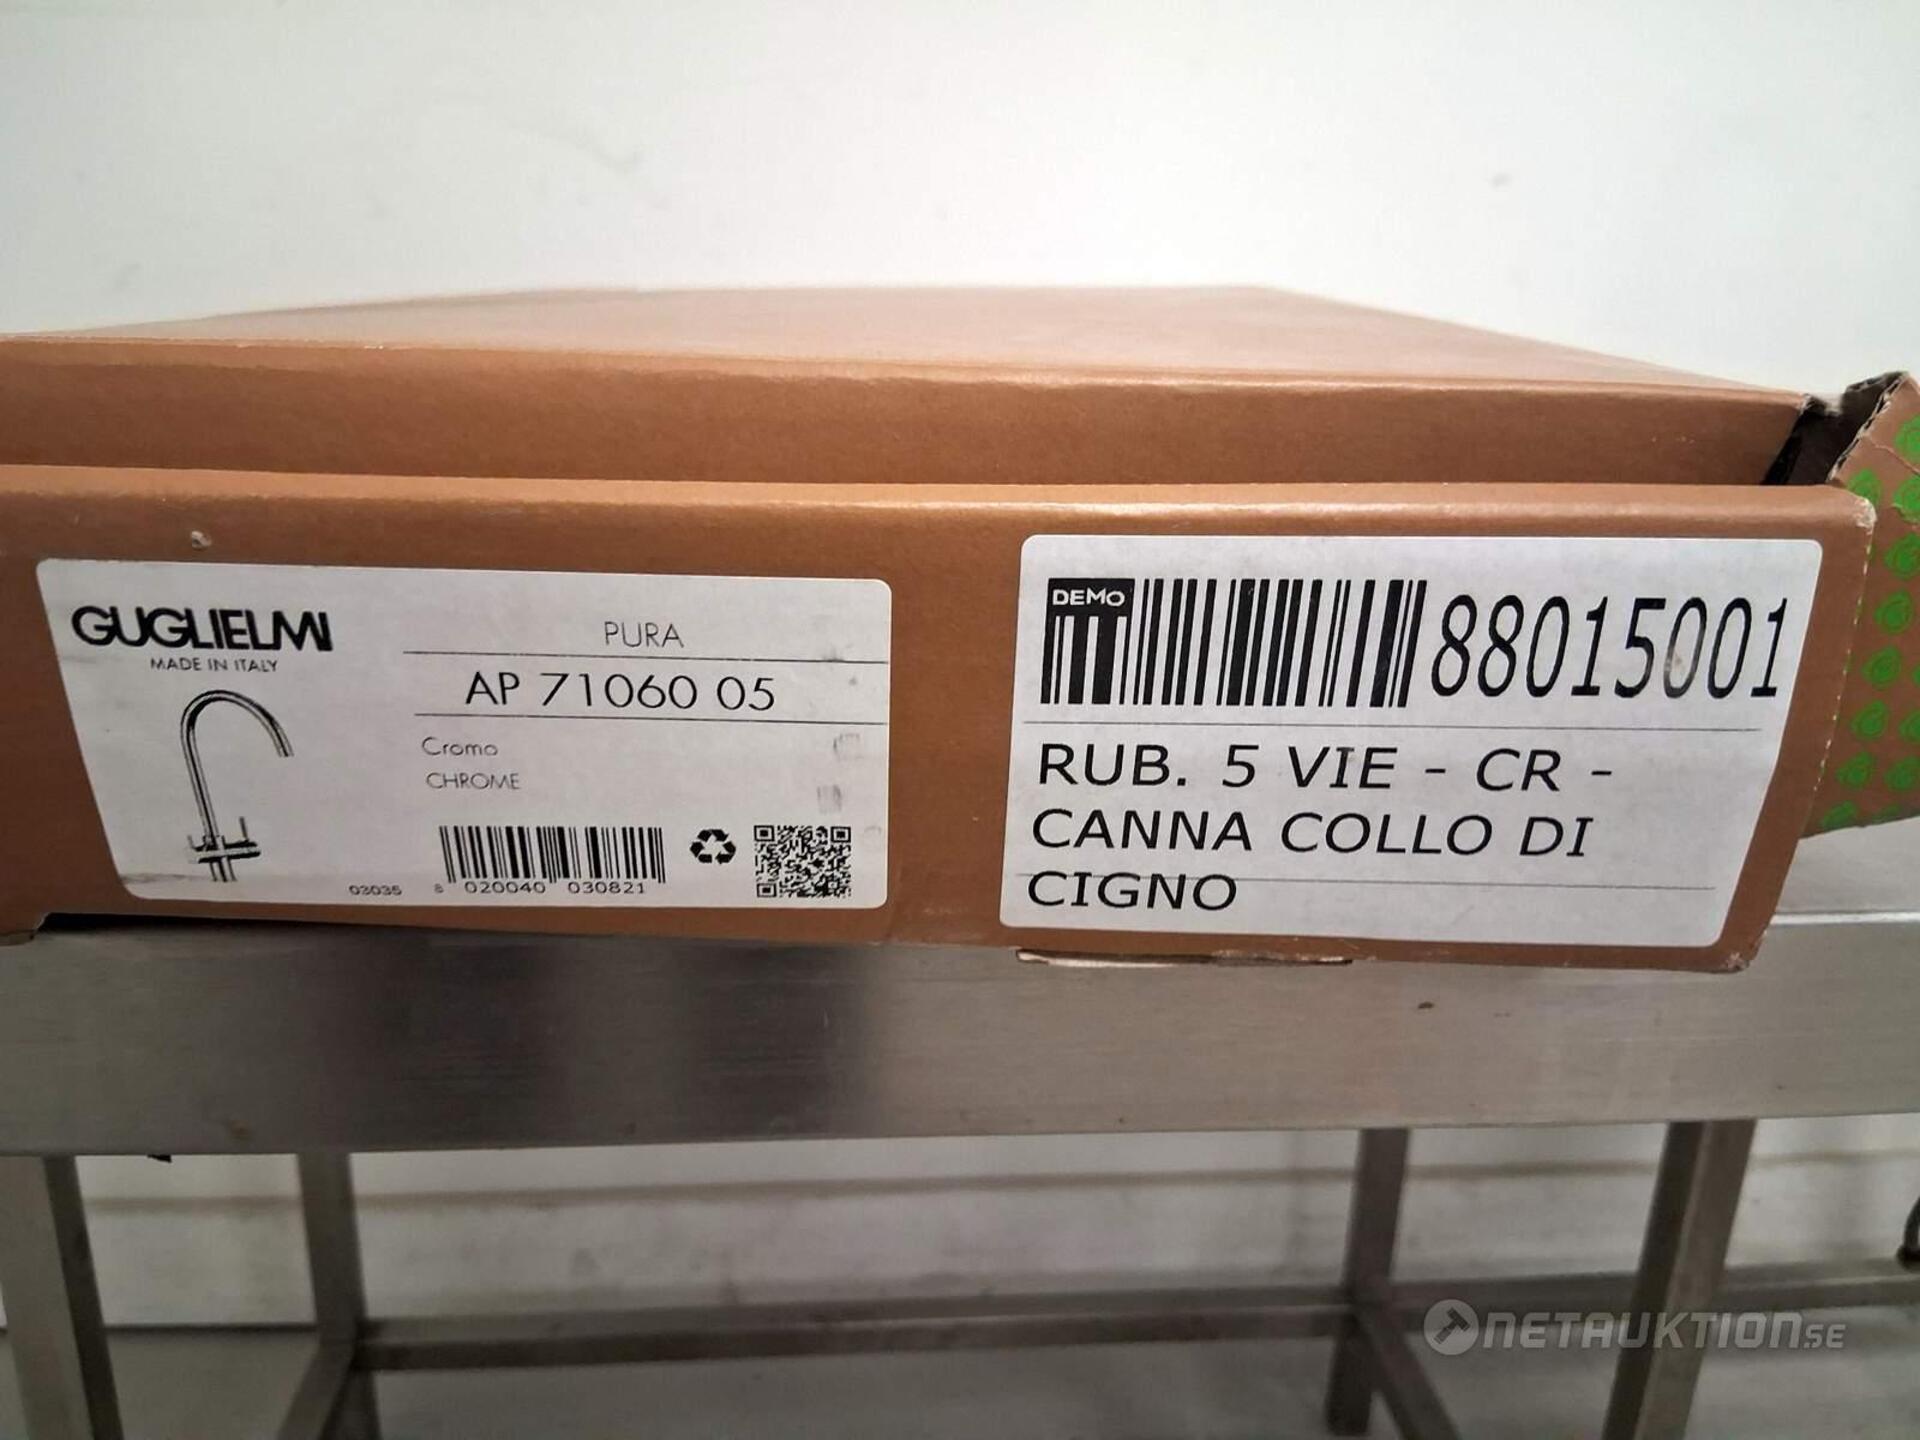 GUGLIELMI
MADE IN ITALY
PURA
AP 71060 05
Cromo
CHROME
03035
8 020040 030821
DEMO
88015001
RUB. 5 VIE - CR -
CANNA COLLO DI
CIGNO
NETAUKTION.SE